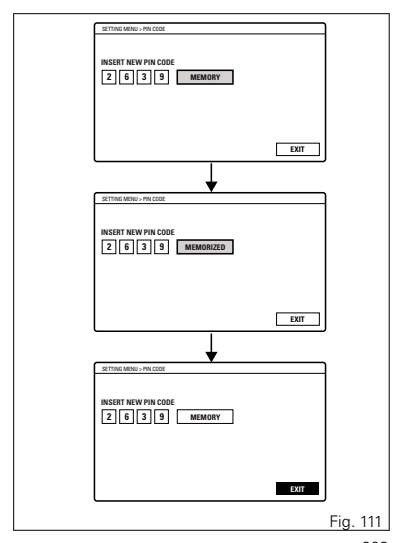 SETTING MENU > PIN CODE
INSERT NEW PIN CODE
2 6 3 9 MEMORY
EXIT
SETTING MENU > PIN CODE
INSERT NEW PIN CODE
2 6 3 9 MEMORIZED
EXIT
SETTING MENU > PIN CODE
INSERT NEW PIN CODE
2 6 3 9 MEMORY
EXIT
Fig. 111